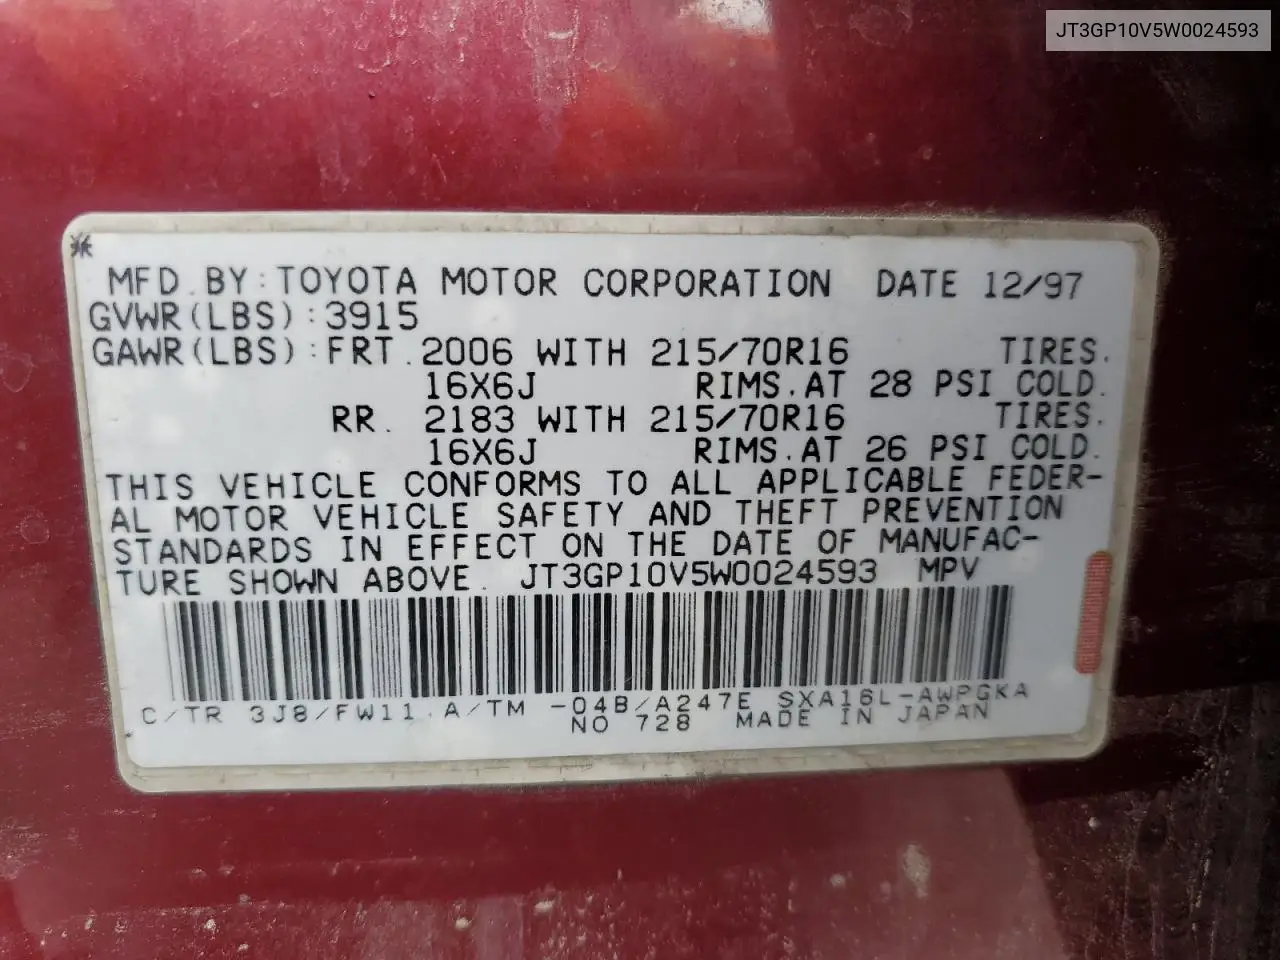 JT3GP10V5W0024593
MFD. BY: TOYOTA MOTOR CORPORATION DATE 12/97
GVWR(LBS): 3915
GAWR(LBS): FRT. 2006 WITH 215/70R16 TIRES.
16X6J RIMS. AT 28 PSI COLD.
RR. 2183 WITH 215/70R16 TIRES.
16X6J RIMS. AT 26 PSI COLD.
THIS VEHICLE CONFORMS TO ALL APPLICABLE FEDER-
AL MOTOR VEHICLE SAFETY AND THEFT PREVENTION
STANDARDS IN EFFECT ON THE DATE OF MANUFAC-
TURE SHOWN ABOVE. JT3GP10V5W0024593 MPV
C/TR 3J8/FW11. A/TM -04B/A247E SXA16L-AWPGKA
NO 728 MADE IN JAPAN